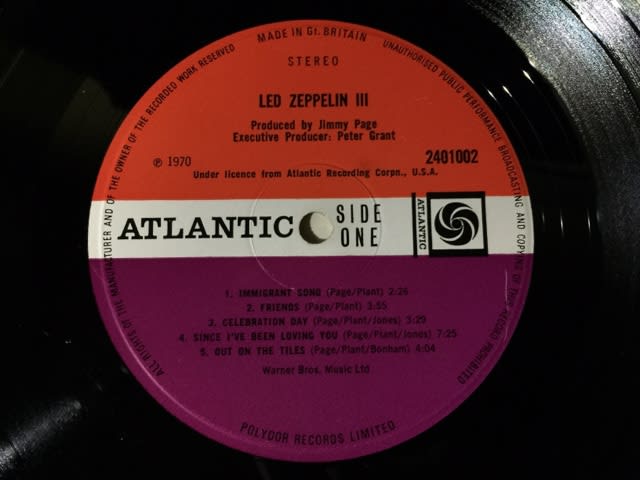 MADE IN Gt. BRITAIN
ALL RIGHTS OF THE MANUFACTURER AND OF THE OWNER OF THE RECORDED WORK RESERVED
UNAUTHORISED PUBLIC PERFORMANCE BROADCASTING AND COPYING OF THIS RECORD PROHIBITED
STEREO
LED ZEPPELIN III
Produced by Jimmy Page
Executive Producer: Peter Grant
℗ 1970
2401002
Under licence from Atlantic Recording Corpn., U.S.A.
ATLANTIC
SIDE
ONE
ATLANTIC
1. IMMIGRANT SONG (Page/Plant) 2:26
2. FRIENDS (Page/Plant) 3:55
3. CELEBRATION DAY (Page/Plant/Jones) 3:29
4. SINCE I'VE BEEN LOVING YOU (Page/Plant/Jones) 7:25
5. OUT ON THE TILES (Page/Plant/Bonham) 4:04
Warner Bros. Music Ltd
POLYDOR RECORDS LIMITED